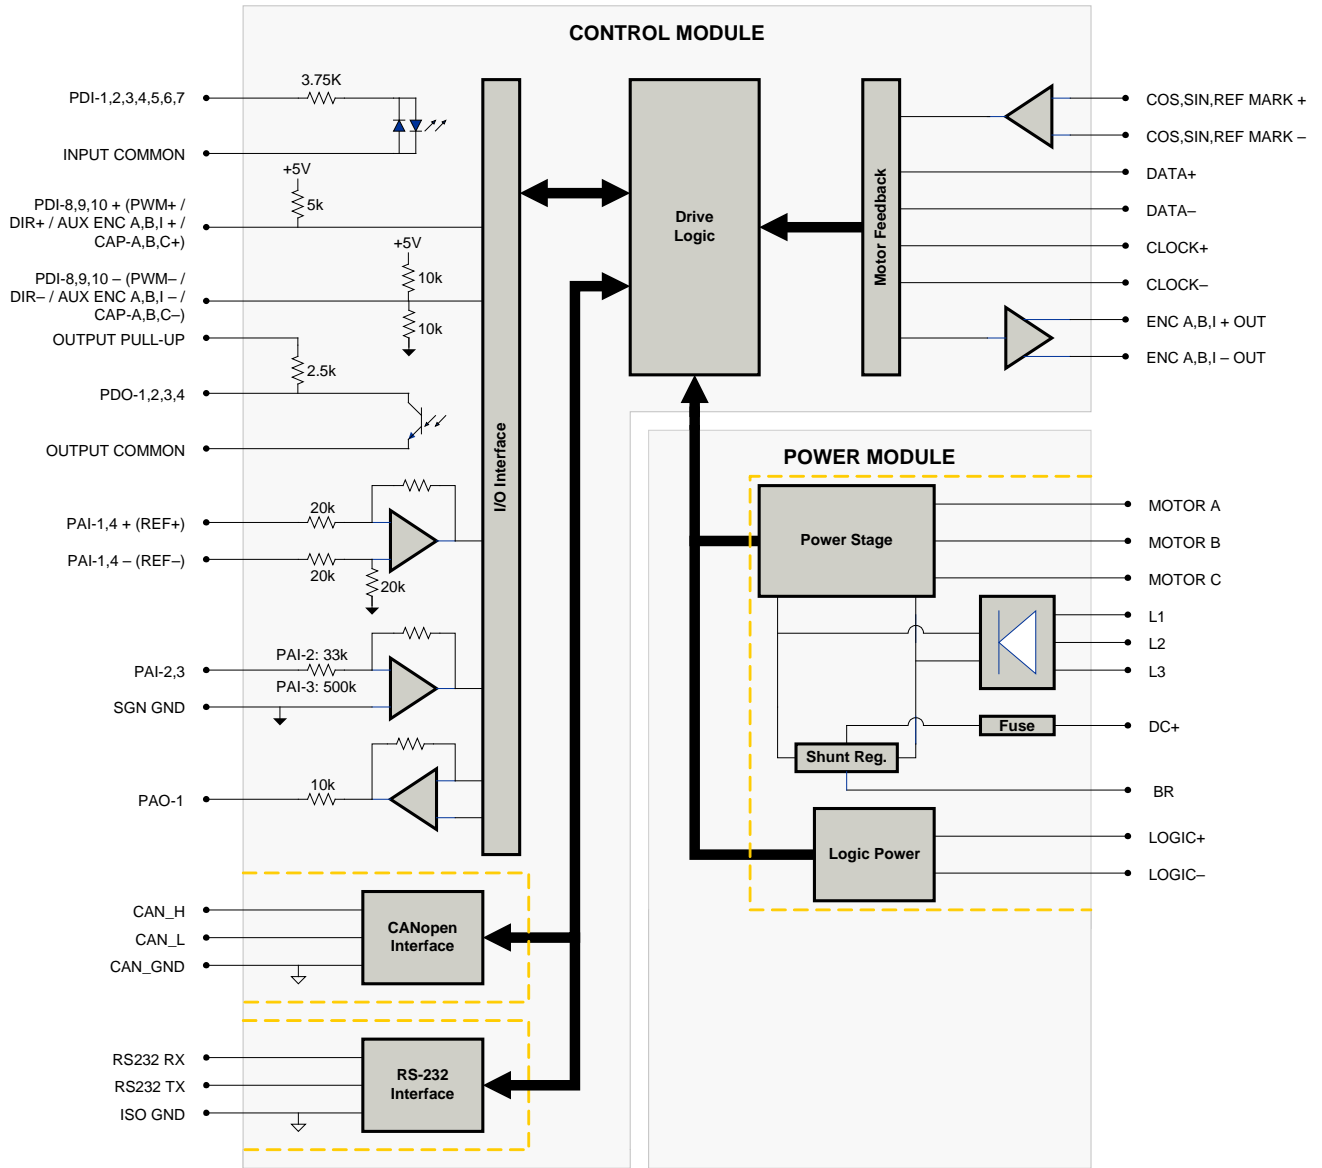 CONTROL MODULE
3.75K
PDI-1,2,3,4,5,6,7
INPUT COMMON
+5V
5k
PDI-8,9,10 + (PWM+ /
DIR+ / AUX ENC A,B,I + /
CAP-A,B,C+)
+5V
10k
PDI-8,9,10 – (PWM– /
DIR– / AUX ENC A,B,I – /
CAP-A,B,C–)
10k
OUTPUT PULL-UP
2.5k
PDO-1,2,3,4
OUTPUT COMMON
20k
PAI-1,4 + (REF+)
PAI-1,4 – (REF–)
20k
20k
PAI-2: 33k
PAI-2,3
PAI-3: 500k
SGN GND
10k
PAO-1
I/O Interface
CAN_H
CAN_L
CAN_GND
CANopen
Interface
RS232 RX
RS232 TX
ISO GND
RS-232
Interface
Drive
Logic
Motor Feedback
COS,SIN,REF MARK +
COS,SIN,REF MARK –
DATA+
DATA–
CLOCK+
CLOCK–
ENC A,B,I + OUT
ENC A,B,I – OUT
POWER MODULE
Power Stage
MOTOR A
MOTOR B
MOTOR C
L1
L2
L3
Fuse
DC+
Shunt Reg.
BR
Logic Power
LOGIC+
LOGIC–